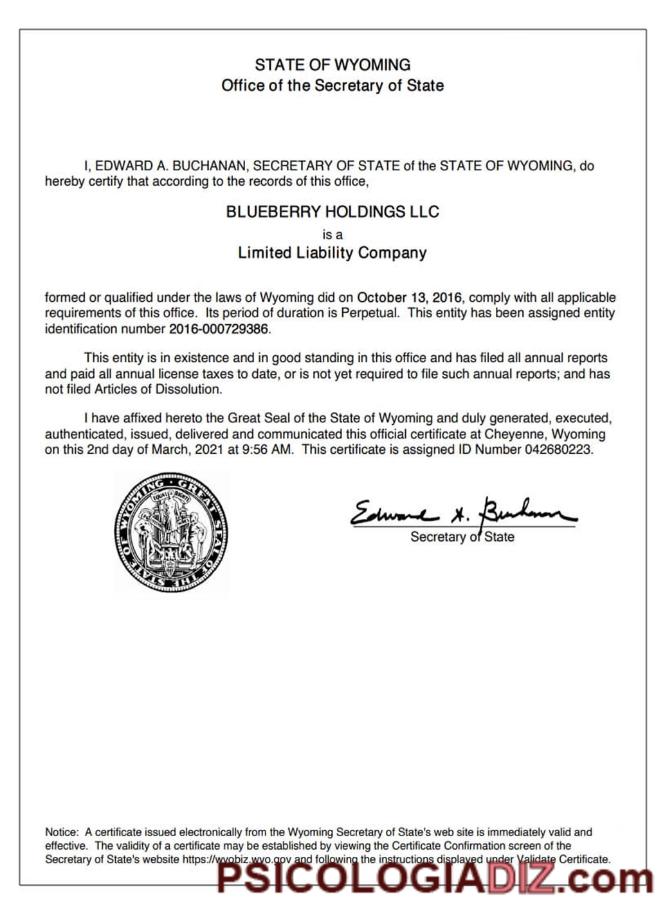 STATE OF WYOMING
Office of the Secretary of State
I, EDWARD A. BUCHANAN, SECRETARY OF STATE of the STATE OF WYOMING, do
hereby certify that according to the records of this office,
BLUEBERRY HOLDINGS LLC
is a
Limited Liability Company
formed or qualified under the laws of Wyoming did on October 13, 2016, comply with all applicable
requirements of this office. Its period of duration is Perpetual. This entity has been assigned entity
identification number 2016-000729386.
This entity is in existence and in good standing in this office and has filed all annual reports
and paid all annual license taxes to date, or is not yet required to file such annual reports; and has
not filed Articles of Dissolution.
I have affixed hereto the Great Seal of the State of Wyoming and duly generated, executed,
authenticated, issued, delivered and communicated this official certificate at Cheyenne, Wyoming
on this 2nd day of March, 2021 at 9:56 AM. This certificate is assigned ID Number 042680223.
GREAT SEAL OF THE STATE OF WYOMING
Edward A. Buchanan
Secretary of State
Notice: A certificate issued electronically from the Wyoming Secretary of State's web site is immediately valid and
effective. The validity of a certificate may be established by viewing the Certificate Confirmation screen of the
Secretary of State's website https://wyobiz.wyo.gov and following the instructions displayed under Validate Certificate.
PSICOLOGIADIZ.com